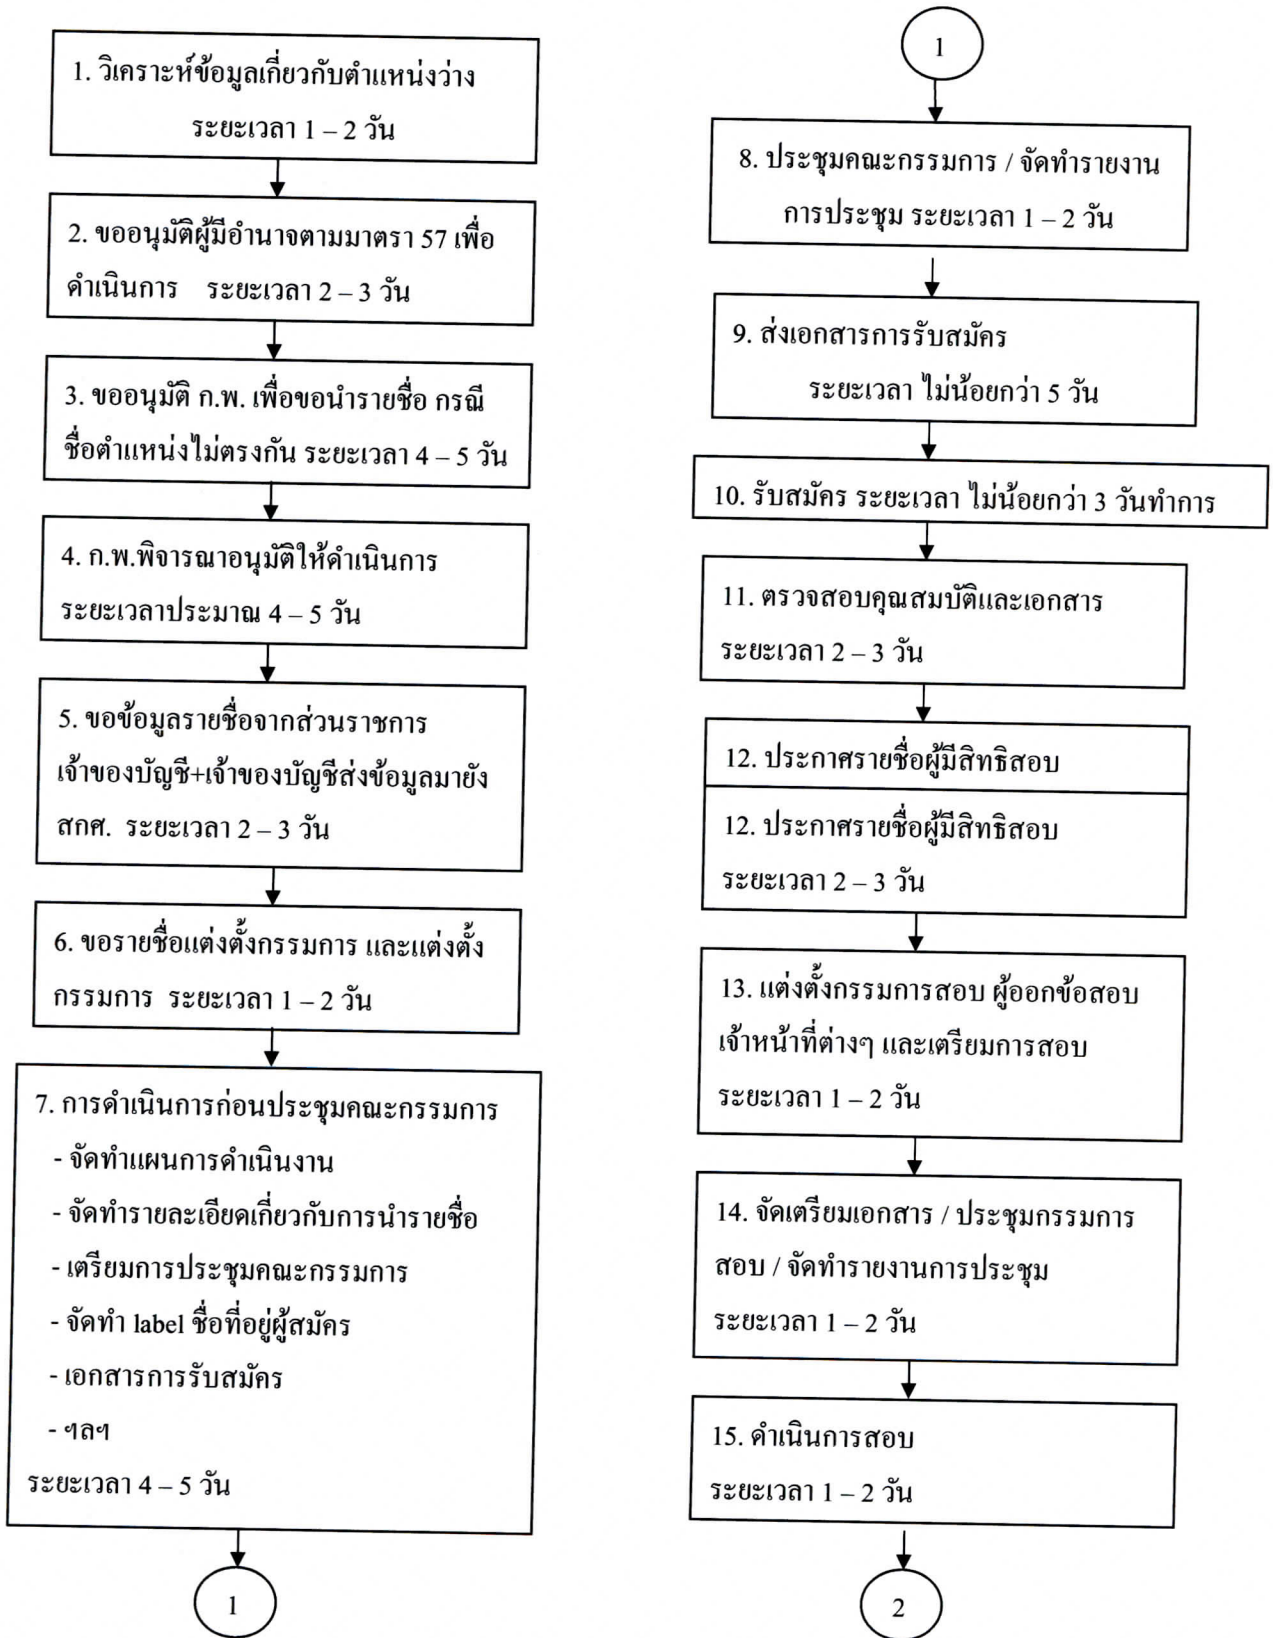 1. วิเคราะห์ข้อมูลเกี่ยวกับตำแหน่งว่าง
ระยะเวลา 1 – 2 วัน
2. ขออนุมัติผู้มีอำนาจตามมาตรา 57 เพื่อ
ดำเนินการ ระยะเวลา 2 – 3 วัน
3. ขออนุมัติ ก.พ. เพื่อขอนำรายชื่อ กรณี
ชื่อตำแหน่งไม่ตรงกัน ระยะเวลา 4 – 5 วัน
4. ก.พ.พิจารณาอนุมัติให้ดำเนินการ
ระยะเวลาประมาณ 4 – 5 วัน
5. ขอข้อมูลรายชื่อจากส่วนราชการ
เจ้าของบัญชี+เจ้าของบัญชีส่งข้อมูลมายัง
สกศ. ระยะเวลา 2 – 3 วัน
6. ขอรายชื่อแต่งตั้งกรรมการ และแต่งตั้ง
กรรมการ ระยะเวลา 1 – 2 วัน
7. การดำเนินการก่อนประชุมคณะกรรมการ
- จัดทำแผนการดำเนินงาน
- จัดทำรายละเอียดเกี่ยวกับการนำรายชื่อ
- เตรียมการประชุมคณะกรรมการ
- จัดทำ label ชื่อที่อยู่ผู้สมัคร
- เอกสารการรับสมัคร
- ฯลฯ
ระยะเวลา 4 – 5 วัน
1
1
8. ประชุมคณะกรรมการ / จัดทำรายงาน
การประชุม ระยะเวลา 1 – 2 วัน
9. ส่งเอกสารการรับสมัคร
ระยะเวลา ไม่น้อยกว่า 5 วัน
10. รับสมัคร ระยะเวลา ไม่น้อยกว่า 3 วันทำการ
11. ตรวจสอบคุณสมบัติและเอกสาร
ระยะเวลา 2 – 3 วัน
12. ประกาศรายชื่อผู้มีสิทธิสอบ
12. ประกาศรายชื่อผู้มีสิทธิสอบ
ระยะเวลา 2 – 3 วัน
13. แต่งตั้งกรรมการสอบ ผู้ออกข้อสอบ
เจ้าหน้าที่ต่างๆ และเตรียมการสอบ
ระยะเวลา 1 – 2 วัน
14. จัดเตรียมเอกสาร / ประชุมกรรมการ
สอบ / จัดทำรายงานการประชุม
ระยะเวลา 1 – 2 วัน
15. ดำเนินการสอบ
ระยะเวลา 1 – 2 วัน
2